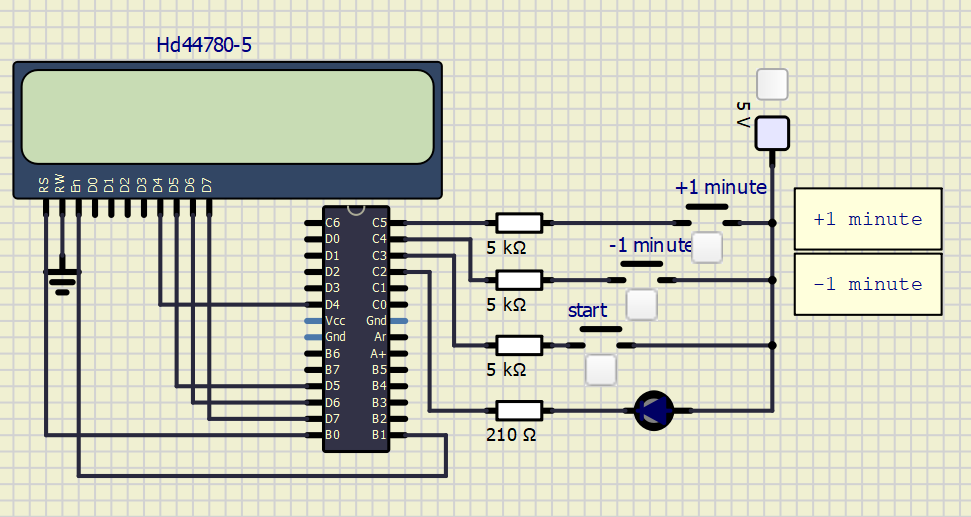 Hd44780-5
RS RW En D0 D1 D2 D3 D4 D5 D6 D7
5 V
+1 minute
+1 minute
-1 minute
-1 minute
start
C6 C5
D0 C4
D1 C3
D2 C2
D3 C1
D4 C0
Vcc Gnd
Gnd Ar
B6 A+
B7 B5
D5 B4
D6 B3
D7 B2
B0 B1
5 kΩ
5 kΩ
5 kΩ
210 Ω